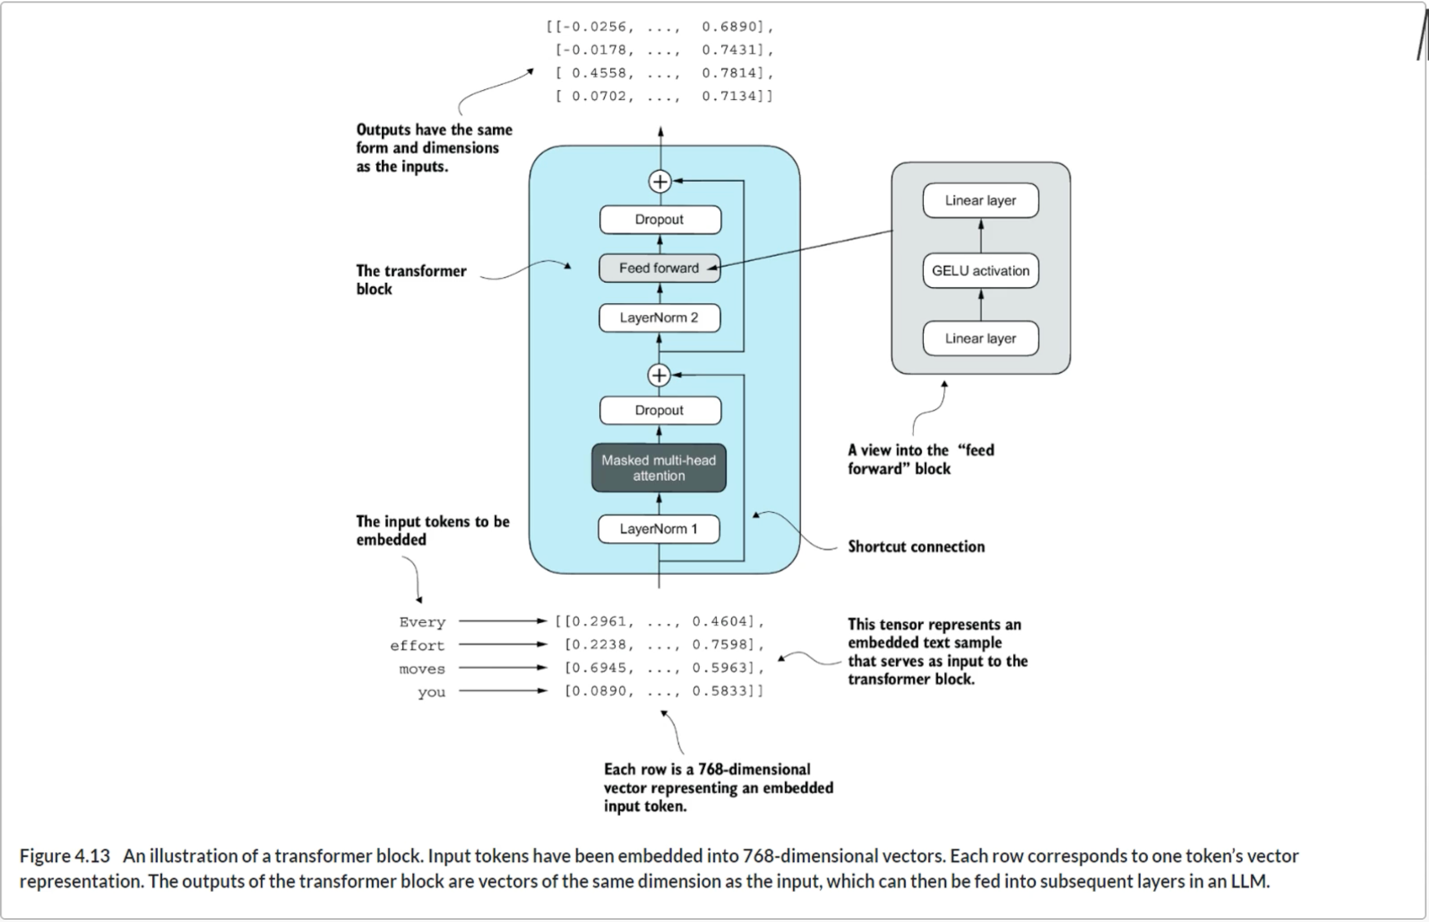 [[-0.0256, ..., 0.6890],
[-0.0178, ..., 0.7431],
[ 0.4558, ..., 0.7814],
[ 0.0702, ..., 0.7134]]
Outputs have the same
form and dimensions
as the inputs.
Dropout
Feed forward
LayerNorm 2
Dropout
Masked multi-head
attention
LayerNorm 1
The transformer
block
Linear layer
GELU activation
Linear layer
A view into the “feed
forward” block
Shortcut connection
The input tokens to be
embedded
Every [[0.2961, ..., 0.4604],
effort [0.2238, ..., 0.7598],
moves [0.6945, ..., 0.5963],
you [0.0890, ..., 0.5833]]
This tensor represents an
embedded text sample
that serves as input to the
transformer block.
Each row is a 768-dimensional
vector representing an embedded
input token.
Figure 4.13 An illustration of a transformer block. Input tokens have been embedded into 768-dimensional vectors. Each row corresponds to one token’s vector
representation. The outputs of the transformer block are vectors of the same dimension as the input, which can then be fed into subsequent layers in an LLM.